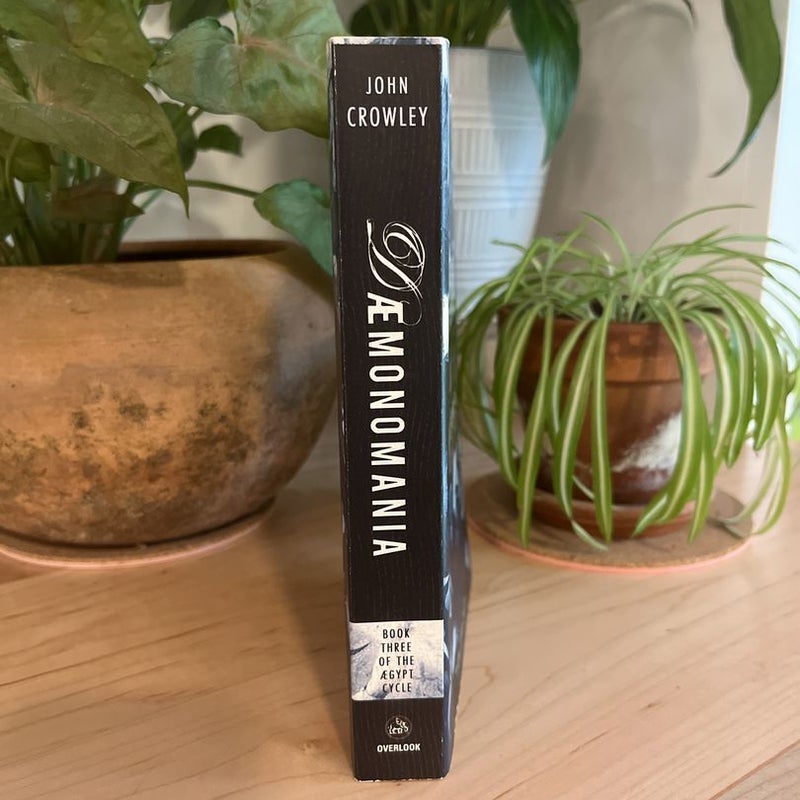 JOHN
CROWLEY
DÆMONOMANIA
BOOK
THREE
OF THE
ÆGYPT
CYCLE
OVERLOOK